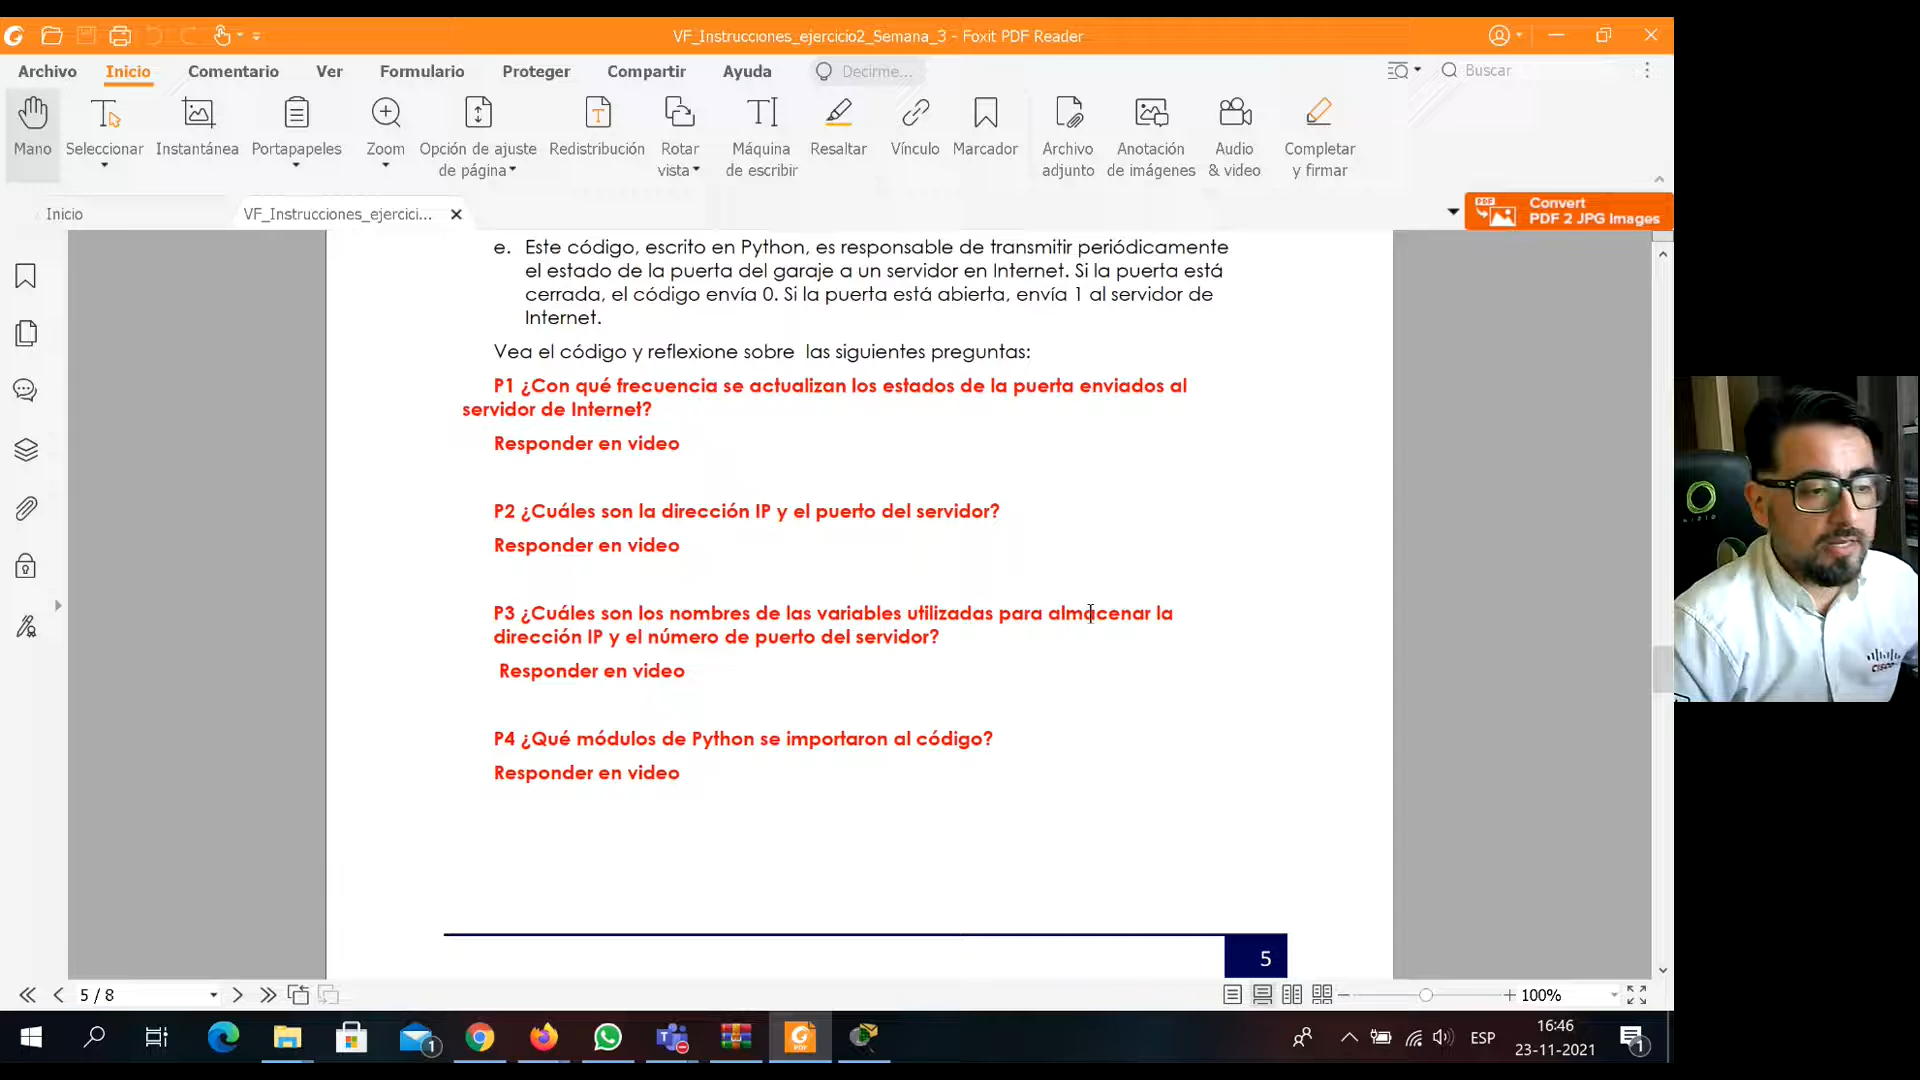 VF_Instrucciones_ejercicio2_Semana_3 - Foxit PDF Reader
Archivo Inicio Comentario Ver Formulario Proteger Compartir Ayuda Decirme... Buscar
Mano Seleccionar Instantánea Portapapeles Zoom Opción de ajuste de página Redistribución Rotar vista Máquina de escribir Resaltar Vínculo Marcador Archivo adjunto Anotación de imágenes Audio & video Completar y firmar
Inicio VF_Instrucciones_ejercici...
PDF
Convert
PDF 2 JPG Images
e. Este código, escrito en Python, es responsable de transmitir periódicamente
el estado de la puerta del garaje a un servidor en Internet. Si la puerta está
cerrada, el código envía 0. Si la puerta está abierta, envía 1 al servidor de
Internet.
Vea el código y reflexione sobre las siguientes preguntas:
P1 ¿Con qué frecuencia se actualizan los estados de la puerta enviados al
servidor de Internet?
Responder en video
P2 ¿Cuáles son la dirección IP y el puerto del servidor?
Responder en video
P3 ¿Cuáles son los nombres de las variables utilizadas para almacenar la
dirección IP y el número de puerto del servidor?
Responder en video
P4 ¿Qué módulos de Python se importaron al código?
Responder en video
5
5 / 8 100%
1 PDF ESP 16:46
23-11-2021 1
CISCO